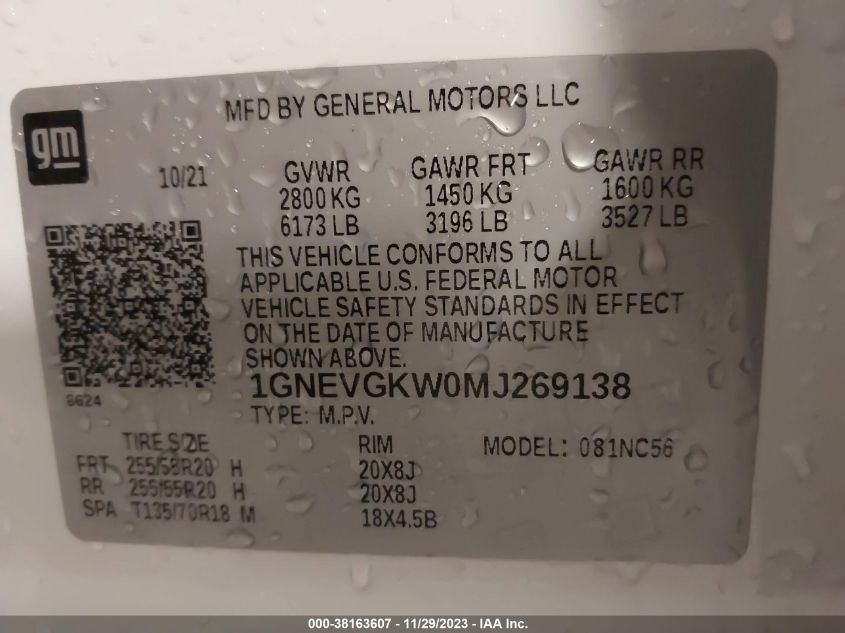 MFD BY GENERAL MOTORS LLC
gm
10/21 GVWR GAWR FRT GAWR RR
2800 KG 1450 KG 1600 KG
6173 LB 3196 LB 3527 LB
THIS VEHICLE CONFORMS TO ALL
APPLICABLE U.S. FEDERAL MOTOR
VEHICLE SAFETY STANDARDS IN EFFECT
ON THE DATE OF MANUFACTURE
SHOWN ABOVE.
1GNEVGKW0MJ269138
8624
TYPE: M.P.V.
TIRE SIZE RIM MODEL: 081NC56
FRT 255/55R20 H 20X8J
RR 255/55R20 H 20X8J
SPA T135/70R18 M 18X4.5B
000-38163607 - 11/29/2023 - IAA Inc.